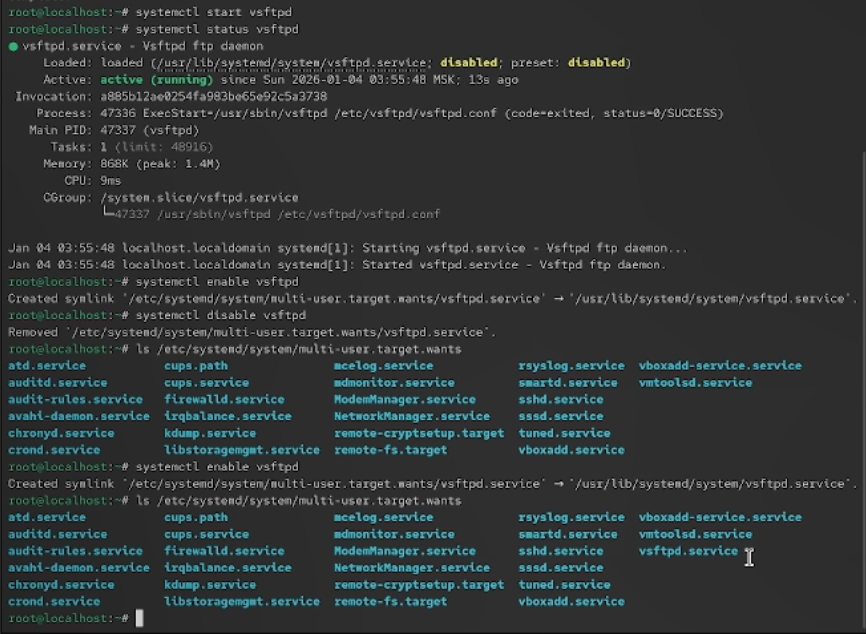 root@localhost:~# systemctl start vsftpd
root@localhost:~# systemctl status vsftpd
● vsftpd.service - Vsftpd ftp daemon
     Loaded: loaded (/usr/lib/systemd/system/vsftpd.service; disabled; preset: disabled)
     Active: active (running) since Sun 2026-01-04 03:55:48 MSK; 13s ago
 Invocation: a885b12ae0254fa983be65e92c5a3738
    Process: 47336 ExecStart=/usr/sbin/vsftpd /etc/vsftpd/vsftpd.conf (code=exited, status=0/SUCCESS)
   Main PID: 47337 (vsftpd)
      Tasks: 1 (limit: 48916)
     Memory: 868K (peak: 1.4M)
        CPU: 9ms
     CGroup: /system.slice/vsftpd.service
             └─47337 /usr/sbin/vsftpd /etc/vsftpd/vsftpd.conf
Jan 04 03:55:48 localhost.localdomain systemd[1]: Starting vsftpd.service - Vsftpd ftp daemon...
Jan 04 03:55:48 localhost.localdomain systemd[1]: Started vsftpd.service - Vsftpd ftp daemon.
root@localhost:~# systemctl enable vsftpd
Created symlink '/etc/systemd/system/multi-user.target.wants/vsftpd.service' → '/usr/lib/systemd/system/vsftpd.service'.
root@localhost:~# systemctl disable vsftpd
Removed '/etc/systemd/system/multi-user.target.wants/vsftpd.service'.
root@localhost:~# ls /etc/systemd/system/multi-user.target.wants
atd.service           cups.path                mcelog.service           rsyslog.service  vboxadd-service.service
auditd.service        cups.service             mdmonitor.service        smartd.service   vmtoolsd.service
audit-rules.service   firewalld.service        ModemManager.service     sshd.service
avahi-daemon.service  irqbalance.service       NetworkManager.service   sssd.service
chronyd.service       kdump.service            remote-cryptsetup.target tuned.service
crond.service         libstoragemgmt.service   remote-fs.target         vboxadd.service
root@localhost:~# systemctl enable vsftpd
Created symlink '/etc/systemd/system/multi-user.target.wants/vsftpd.service' → '/usr/lib/systemd/system/vsftpd.service'.
root@localhost:~# ls /etc/systemd/system/multi-user.target.wants
atd.service           cups.path                mcelog.service           rsyslog.service  vboxadd-service.service
auditd.service        cups.service             mdmonitor.service        smartd.service   vmtoolsd.service
audit-rules.service   firewalld.service        ModemManager.service     sshd.service     vsftpd.service
avahi-daemon.service  irqbalance.service       NetworkManager.service   sssd.service
chronyd.service       kdump.service            remote-cryptsetup.target tuned.service
crond.service         libstoragemgmt.service   remote-fs.target         vboxadd.service
root@localhost:~#